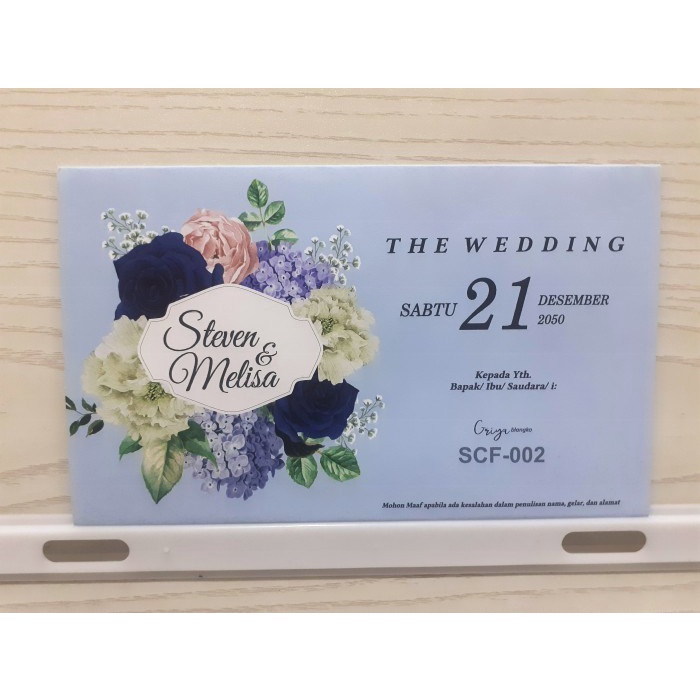 Steven
&
Melisa
THE WEDDING
SABTU 21 DESEMBER
2050
Kepada Yth.
Bapak/ Ibu/ Saudara/ i:
Griya blangko
SCF-002
Mohon Maaf apabila ada kesalahan dalam penulisan nama, gelar, dan alamat